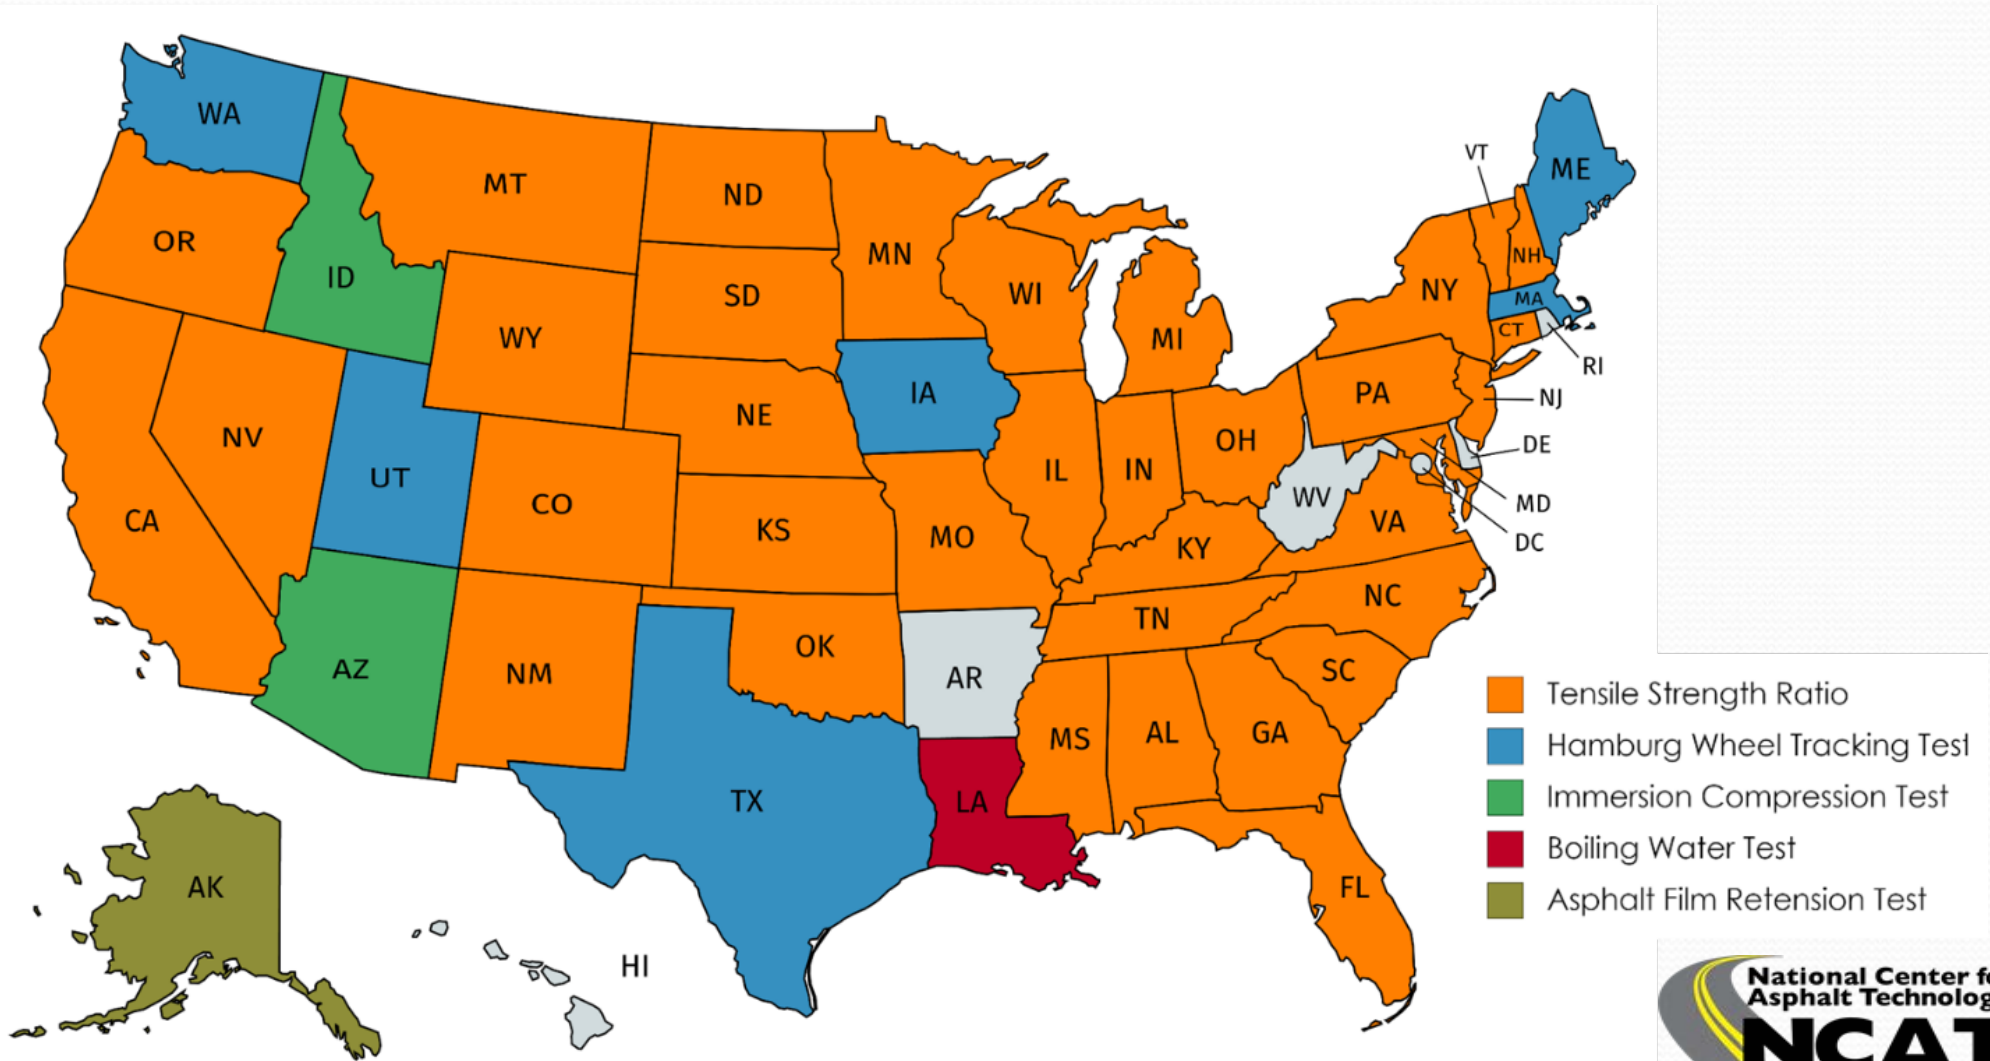 WA
MT
ND
MN
VT
ME
OR
ID
SD
WI
NY
NH
MA
WY
MI
CT
RI
IA
PA
NJ
NV
UT
NE
OH
DE
CO
IL
IN
WV
MD
CA
KS
MO
KY
VA
DC
AZ
NM
OK
AR
TN
NC
SC
MS
AL
GA
TX
LA
FL
AK
HI
Tensile Strength Ratio
Hamburg Wheel Tracking Test
Immersion Compression Test
Boiling Water Test
Asphalt Film Retension Test
National Center f
Asphalt Technolog
NCAT